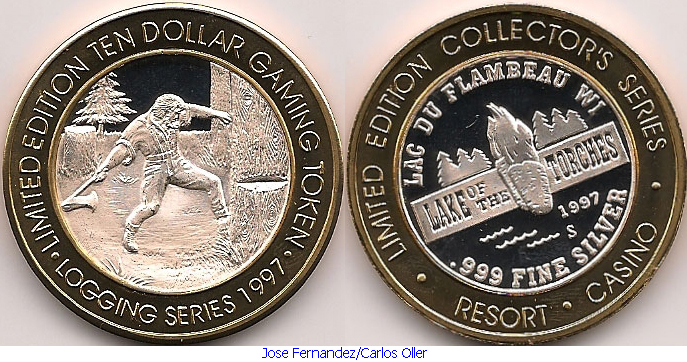 LIMITED EDITION TEN DOLLAR GAMING TOKEN
• LOGGING SERIES 1997 •
LIMITED EDITION COLLECTOR'S SERIES
• RESORT • CASINO •
LAC DU FLAMBEAU WI
LAKE OF THE TORCHES
1997
S
.999 FINE SILVER
Jose Fernandez/Carlos Oller